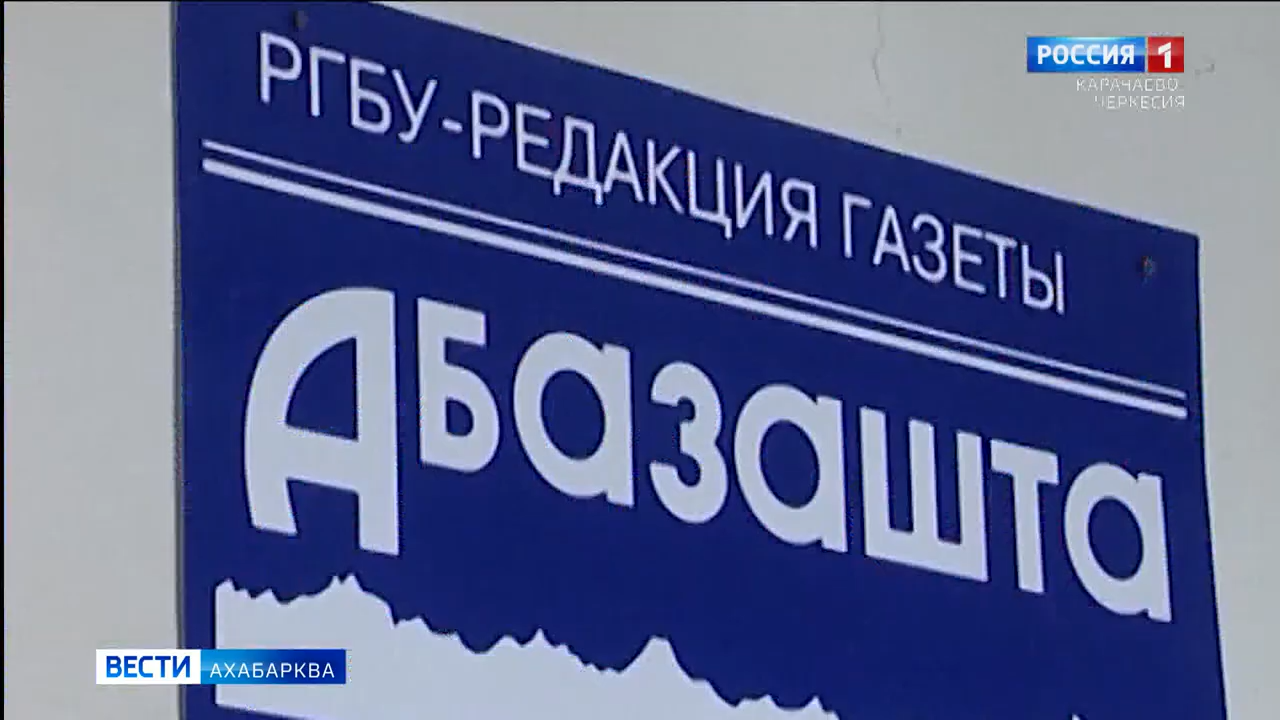 РГБУ-РЕДАКЦИЯ ГАЗЕТЫ
Абазашта
РОССИЯ 1
КАРАЧАЕВО-
ЧЕРКЕСИЯ
ВЕСТИ АХАБАРКВА